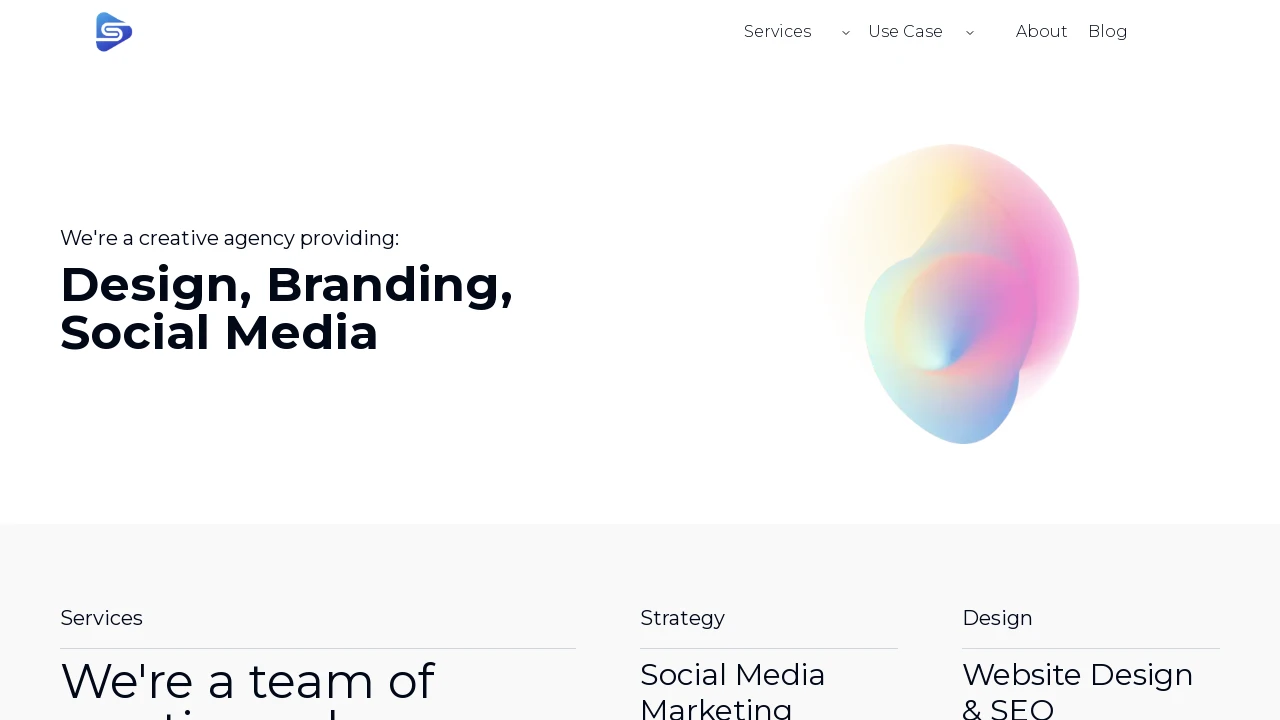 Services Use Case About Blog
We're a creative agency providing:
Design, Branding,
Social Media
Services
We're a team of
Strategy
Social Media
Marketing
Design
Website Design
& SEO